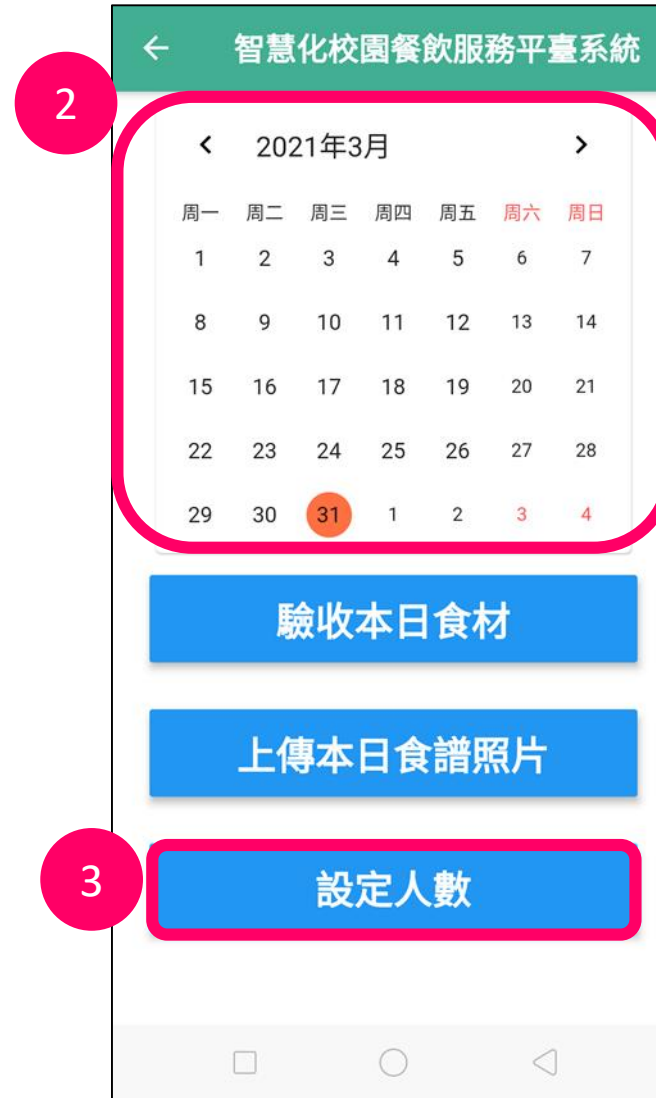 智慧化校園餐飲服務平臺系統
2
2021年3月
周一 周二 周三 周四 周五 周六 周日
1 2 3 4 5 6 7
8 9 10 11 12 13 14
15 16 17 18 19 20 21
22 23 24 25 26 27 28
29 30 31 1 2 3 4
驗收本日食材
上傳本日食譜照片
3
設定人數